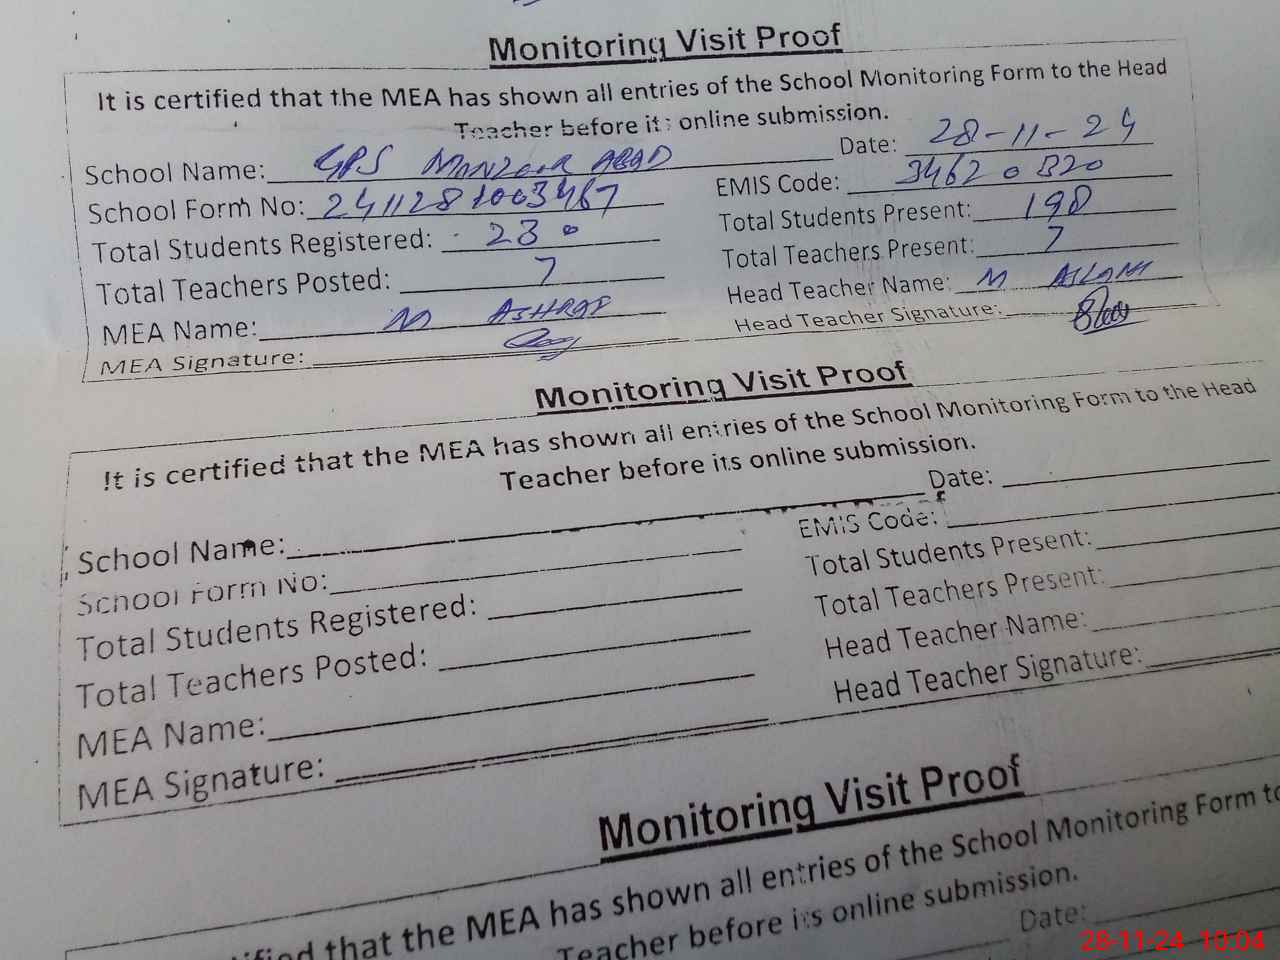 Monitoring Visit Proof
It is certified that the MEA has shown all entries of the School Monitoring Form to the Head
Teacher before its online submission.
School Name: GPS MANZOOR ABAD Date: 28-11-24
School Form No: 2411281003467 EMIS Code: 34620320
Total Students Registered: 230 Total Students Present: 198
Total Teachers Posted: 7 Total Teachers Present: 7
MEA Name: M ASHRAF Head Teacher Name: M ASLAM
MEA Signature: Head Teacher Signature:
Monitoring Visit Proof
It is certified that the MEA has shown all entries of the School Monitoring Form to the Head
Teacher before its online submission.
School Name: Date:
School Form No: EMIS Code:
Total Students Registered: Total Students Present:
Total Teachers Posted: Total Teachers Present:
MEA Name: Head Teacher Name:
MEA Signature: Head Teacher Signature:
Monitoring Visit Proof
tified that the MEA has shown all entries of the School Monitoring Form to
Teacher before its online submission.
Date:
28-11-24 10:04